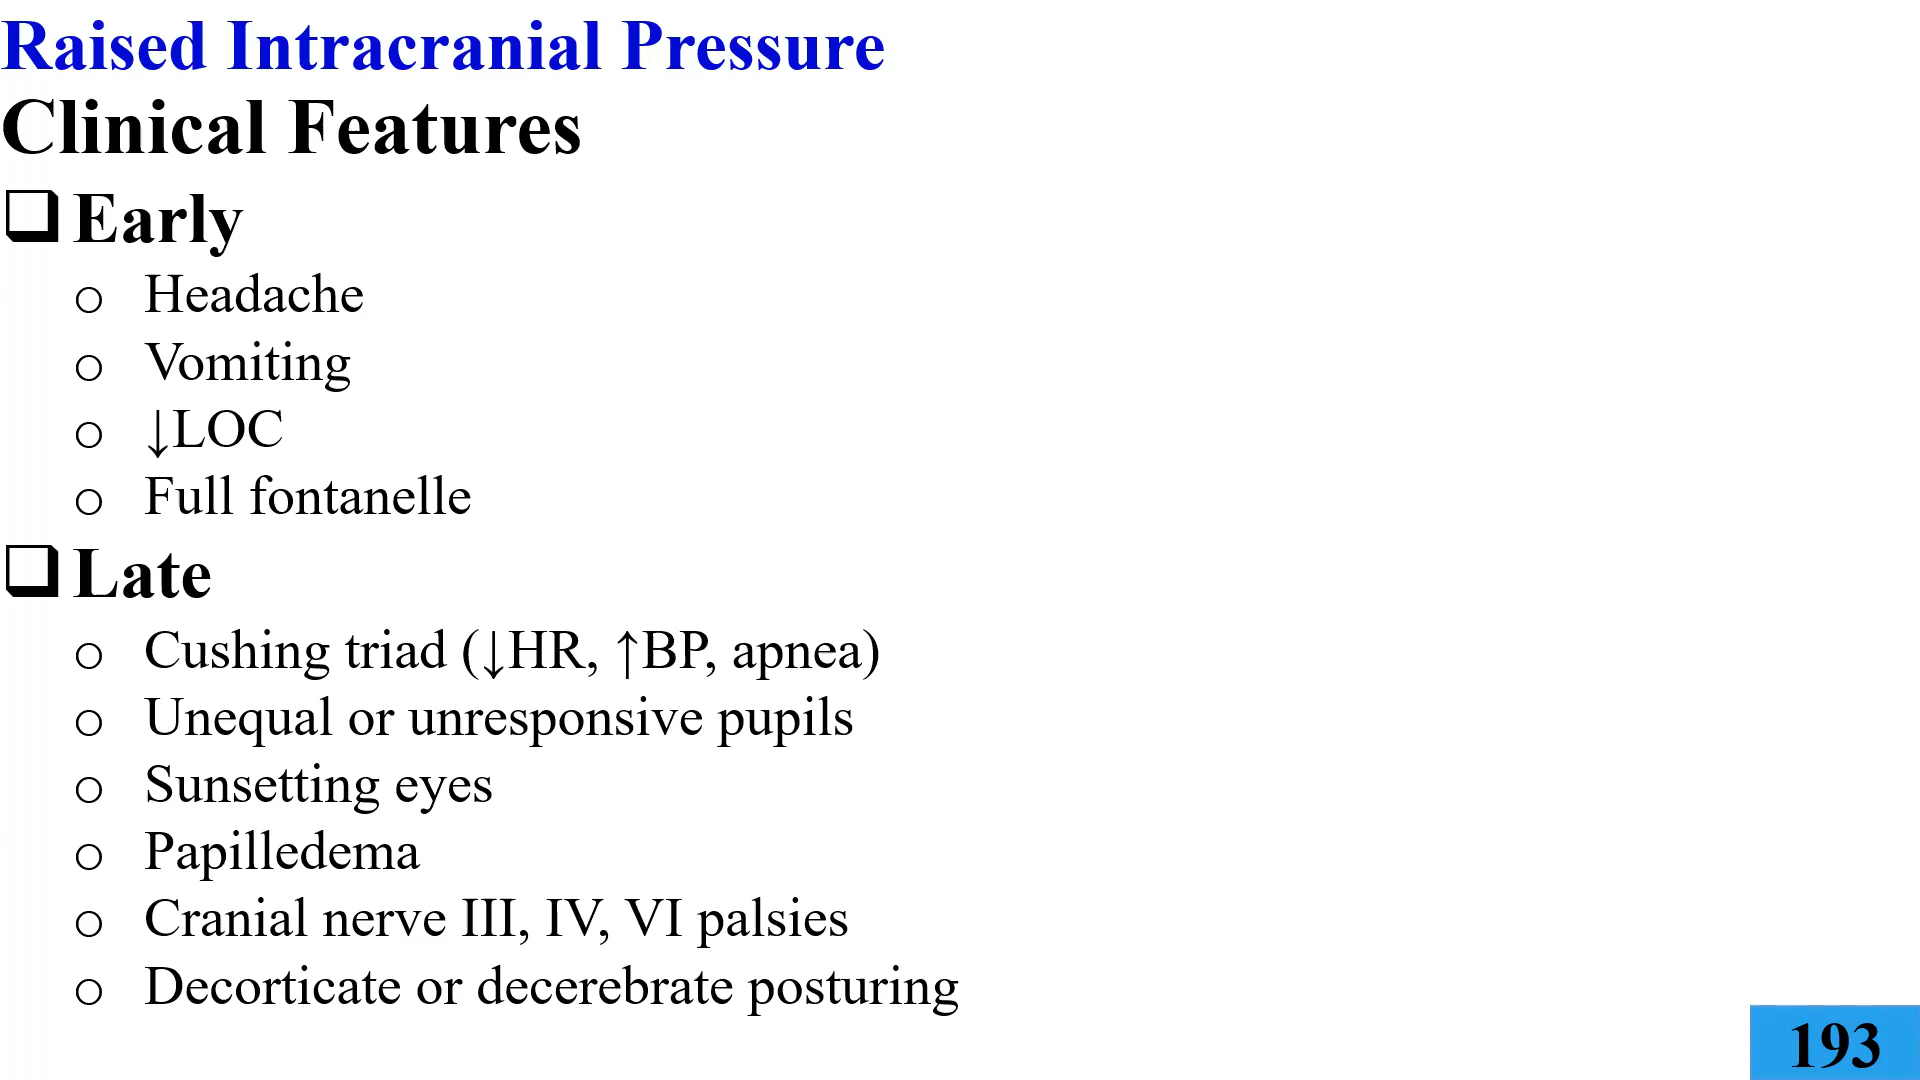 Raised Intracranial Pressure
Clinical Features
❑ Early
o Headache
o Vomiting
o ↓LOC
o Full fontanelle
❑ Late
o Cushing triad (↓HR, ↑BP, apnea)
o Unequal or unresponsive pupils
o Sunsetting eyes
o Papilledema
o Cranial nerve III, IV, VI palsies
o Decorticate or decerebrate posturing
193